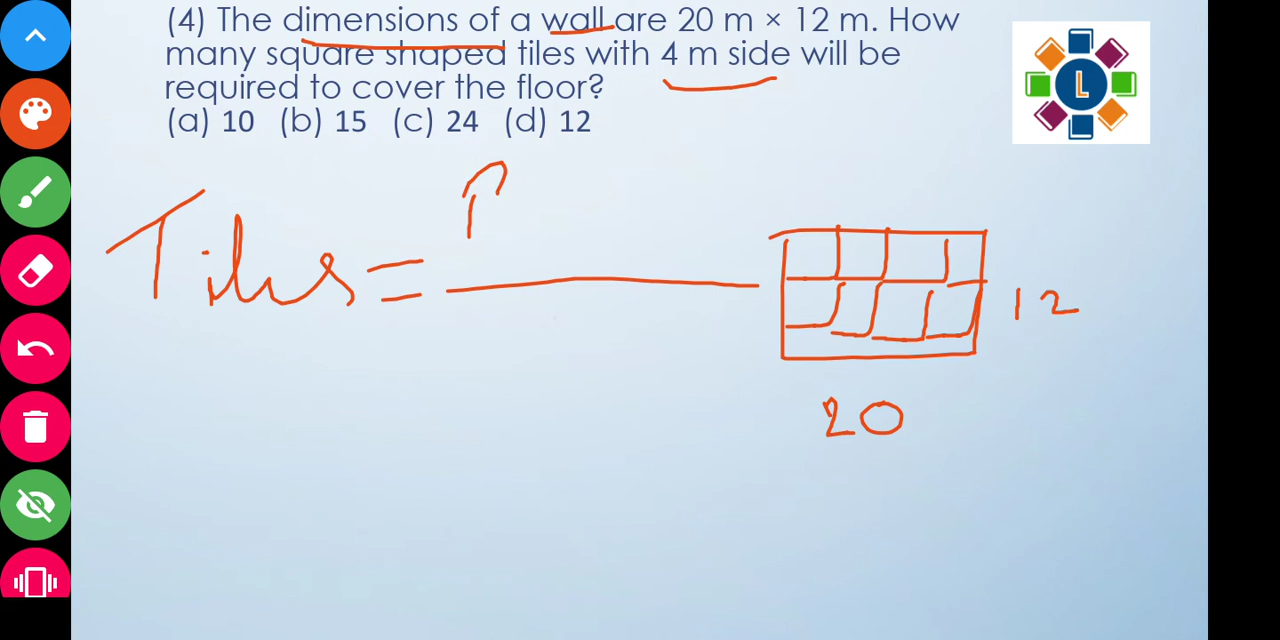 (4) The dimensions of a wall are 20 m × 12 m. How
many square shaped tiles with 4 m side will be
required to cover the floor?
(a) 10 (b) 15 (c) 24 (d) 12
L
Tiles =
12
20